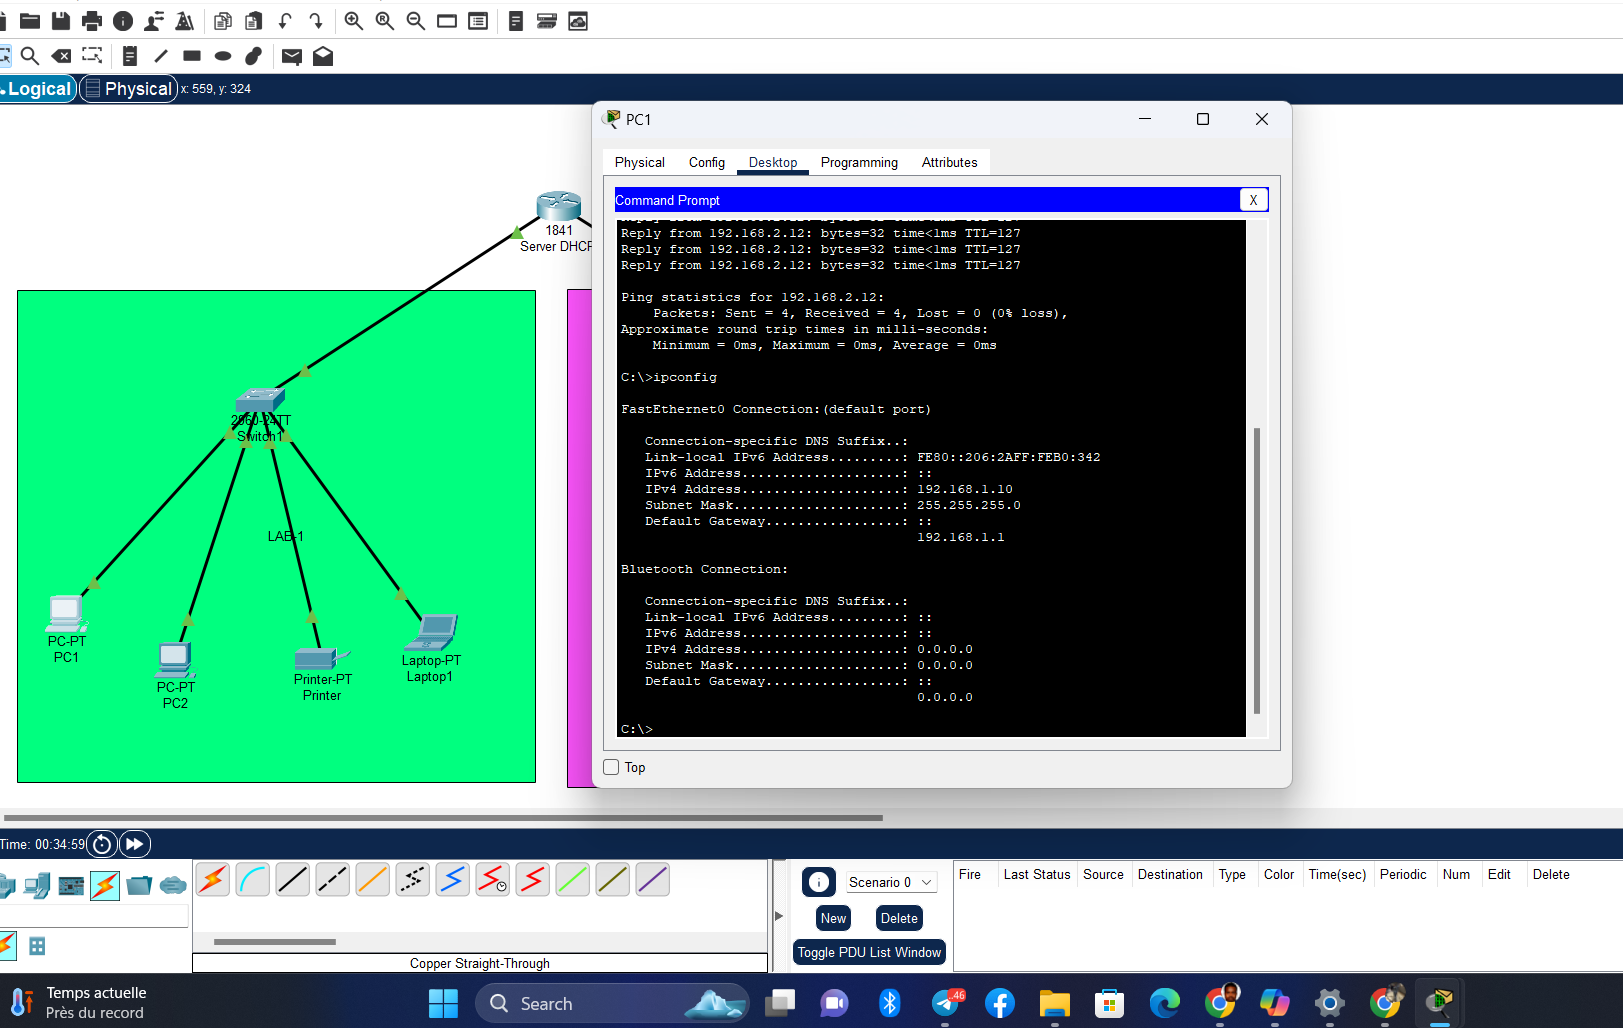 Logical
Physical
x: 559, y: 324
1841
Server DHCP
2960-24TT
Switch1
LAB-1
PC-PT
PC1
PC-PT
PC2
Printer-PT
Printer
Laptop-PT
Laptop1
PC1
Physical
Config
Desktop
Programming
Attributes
Command Prompt
X
Reply from 192.168.2.12: bytes=32 time<1ms TTL=127
Reply from 192.168.2.12: bytes=32 time<1ms TTL=127
Reply from 192.168.2.12: bytes=32 time<1ms TTL=127
Ping statistics for 192.168.2.12:
Packets: Sent = 4, Received = 4, Lost = 0 (0% loss),
Approximate round trip times in milli-seconds:
Minimum = 0ms, Maximum = 0ms, Average = 0ms
C:\>ipconfig
FastEthernet0 Connection:(default port)
Connection-specific DNS Suffix..:
Link-local IPv6 Address.........: FE80::206:2AFF:FEB0:342
IPv6 Address....................: ::
IPv4 Address....................: 192.168.1.10
Subnet Mask.....................: 255.255.255.0
Default Gateway.................: ::
192.168.1.1
Bluetooth Connection:
Connection-specific DNS Suffix..:
Link-local IPv6 Address.........: ::
IPv6 Address....................: ::
IPv4 Address....................: 0.0.0.0
Subnet Mask.....................: 0.0.0.0
Default Gateway.................: ::
0.0.0.0
C:\>
Top
Time: 00:34:59
Copper Straight-Through
Scenario 0
New
Delete
Toggle PDU List Window
Fire
Last Status
Source
Destination
Type
Color
Time(sec)
Periodic
Num
Edit
Delete
Temps actuelle
Près du record
Search
.46